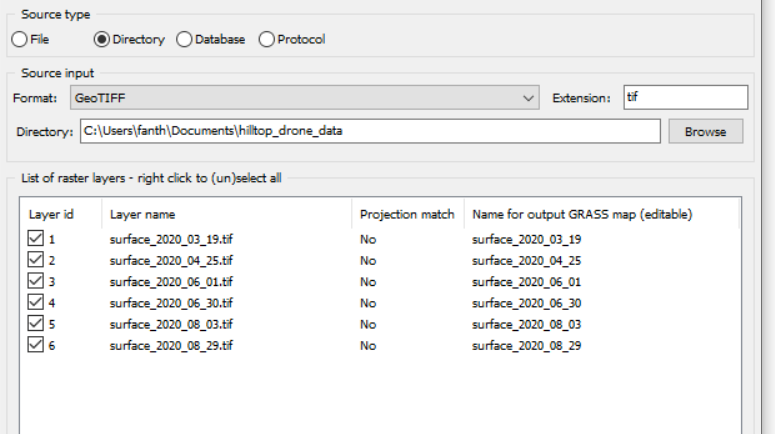 Source type
File Directory Database Protocol
Source input
Format: GeoTIFF Extension: tif
Directory: C:\Users\fanth\Documents\hilltop_drone_data Browse
List of raster layers - right click to (un)select all
Layer id Layer name Projection match Name for output GRASS map (editable)
1 surface_2020_03_19.tif No surface_2020_03_19
2 surface_2020_04_25.tif No surface_2020_04_25
3 surface_2020_06_01.tif No surface_2020_06_01
4 surface_2020_06_30.tif No surface_2020_06_30
5 surface_2020_08_03.tif No surface_2020_08_03
6 surface_2020_08_29.tif No surface_2020_08_29